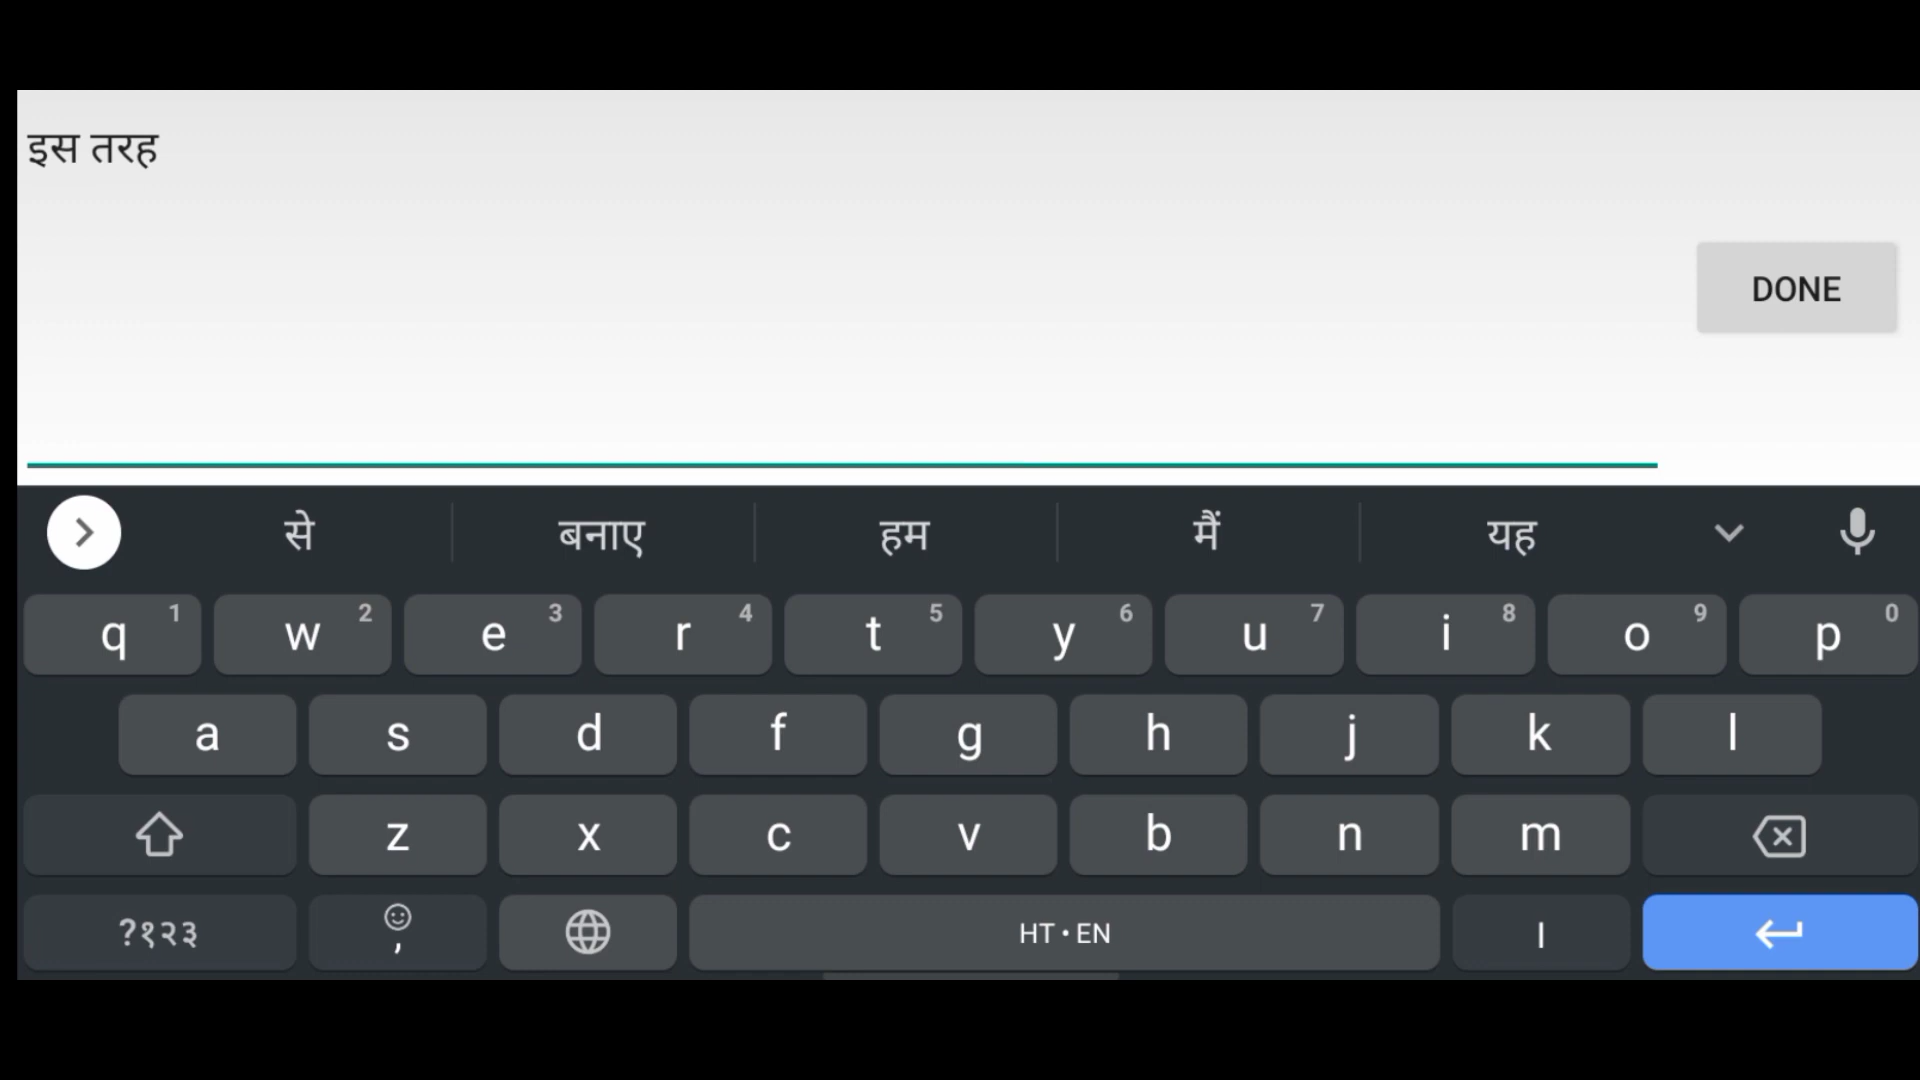 इस तरह
DONE
से बनाए हम मैं यह
q 1 w 2 e 3 r 4 t 5 y 6 u 7 i 8 o 9 p 0
a s d f g h j k l
z x c v b n m
?१२३ , HT • EN ।